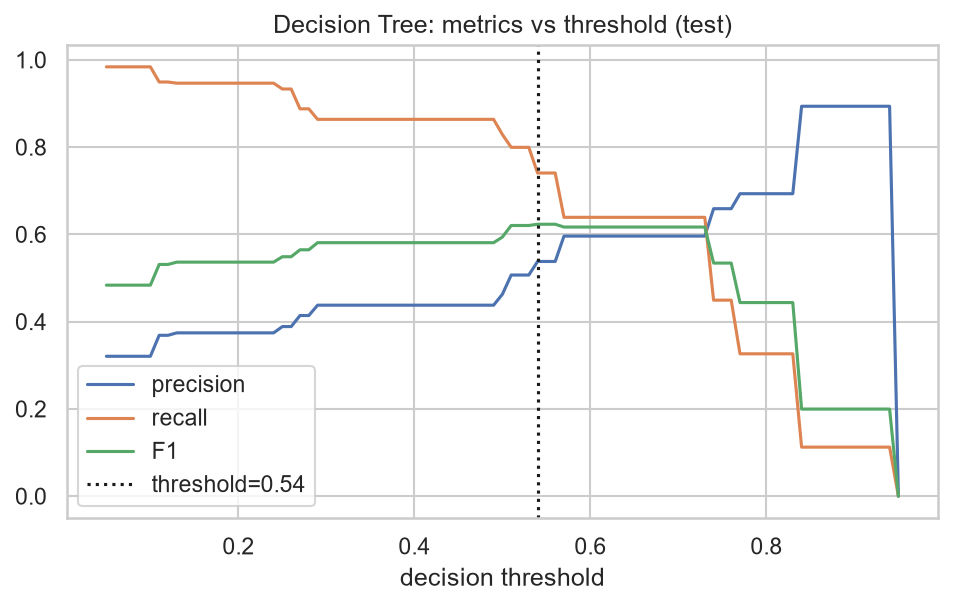 Decision Tree: metrics vs threshold (test)
1.0
0.8
0.6
0.4
0.2
0.0
precision
recall
F1
threshold=0.54
0.2 0.4 0.6 0.8
decision threshold